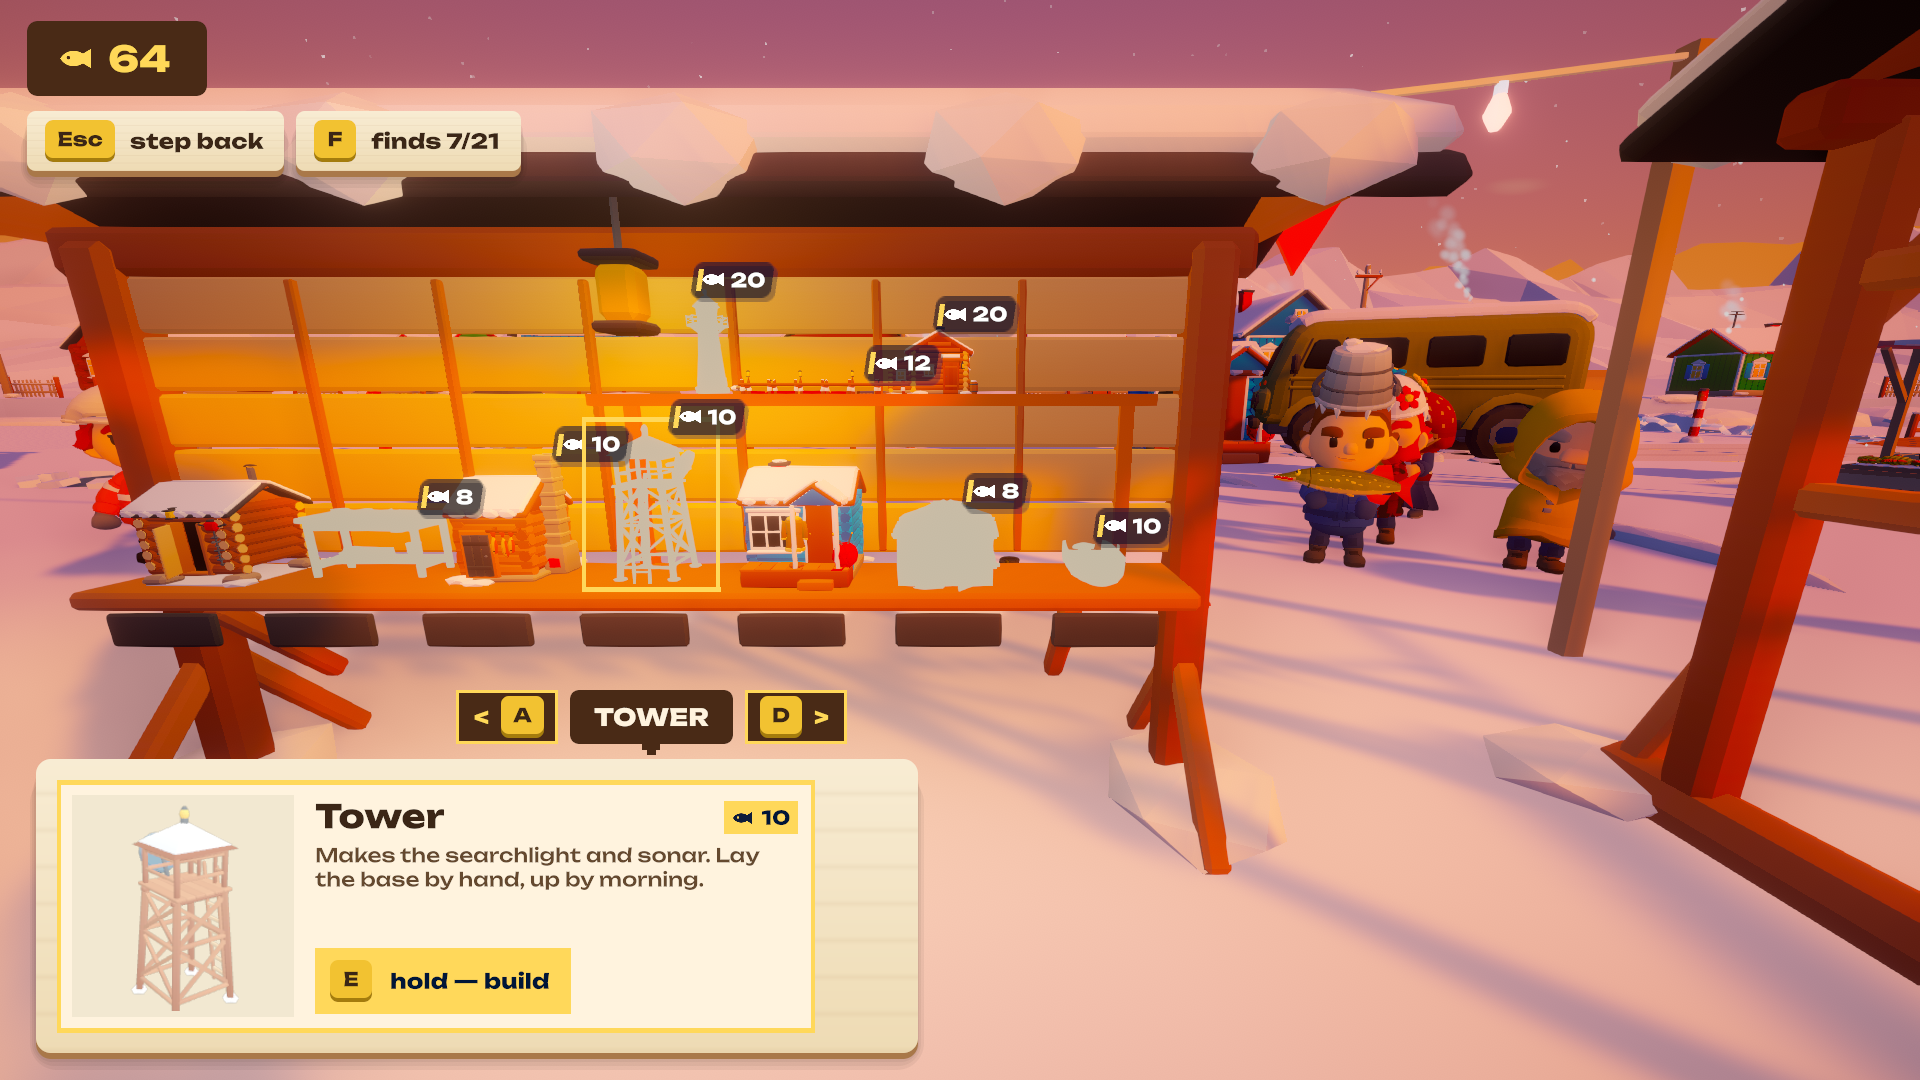 64
Esc step back
F finds 7/21
20
20
12
10
10
8
8
10
< A TOWER D >
Tower
10
Makes the searchlight and sonar. Lay
the base by hand, up by morning.
E hold — build